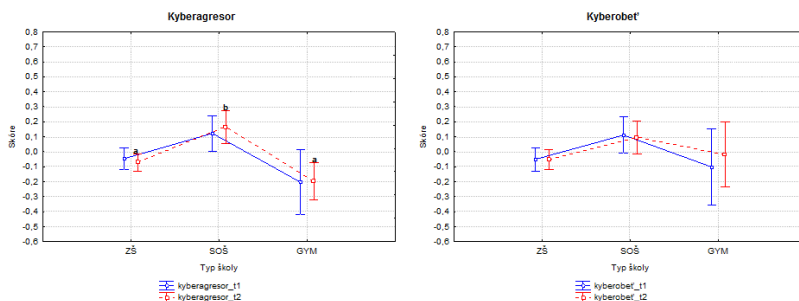 Kyberagresor
0,8
0,7
0,6
0,5
0,4
0,3
0,2
0,1
0,0
-0,1
-0,2
-0,3
-0,4
-0,5
-0,6
Skóre
a
b
a
ZŠ SOŠ GYM
Typ školy
kyberagresor_t1
kyberagresor_t2
Kyberobeť
0,8
0,7
0,6
0,5
0,4
0,3
0,2
0,1
0,0
-0,1
-0,2
-0,3
-0,4
-0,5
-0,6
Skóre
ZŠ SOŠ GYM
Typ školy
kyberobeť_t1
kyberobeť_t2